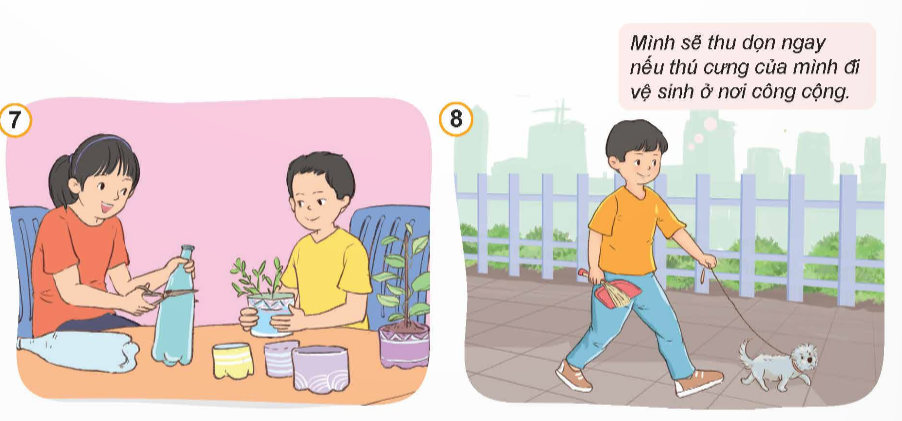 Mình sẽ thu dọn ngay
nếu thú cưng của mình đi
vệ sinh ở nơi công cộng.
7
8